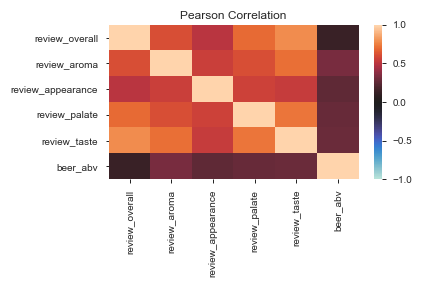 Pearson Correlation
review_overall
review_aroma
review_appearance
review_palate
review_taste
beer_abv
review_overall
review_aroma
review_appearance
review_palate
review_taste
beer_abv
1.0
0.5
0.0
−0.5
−1.0